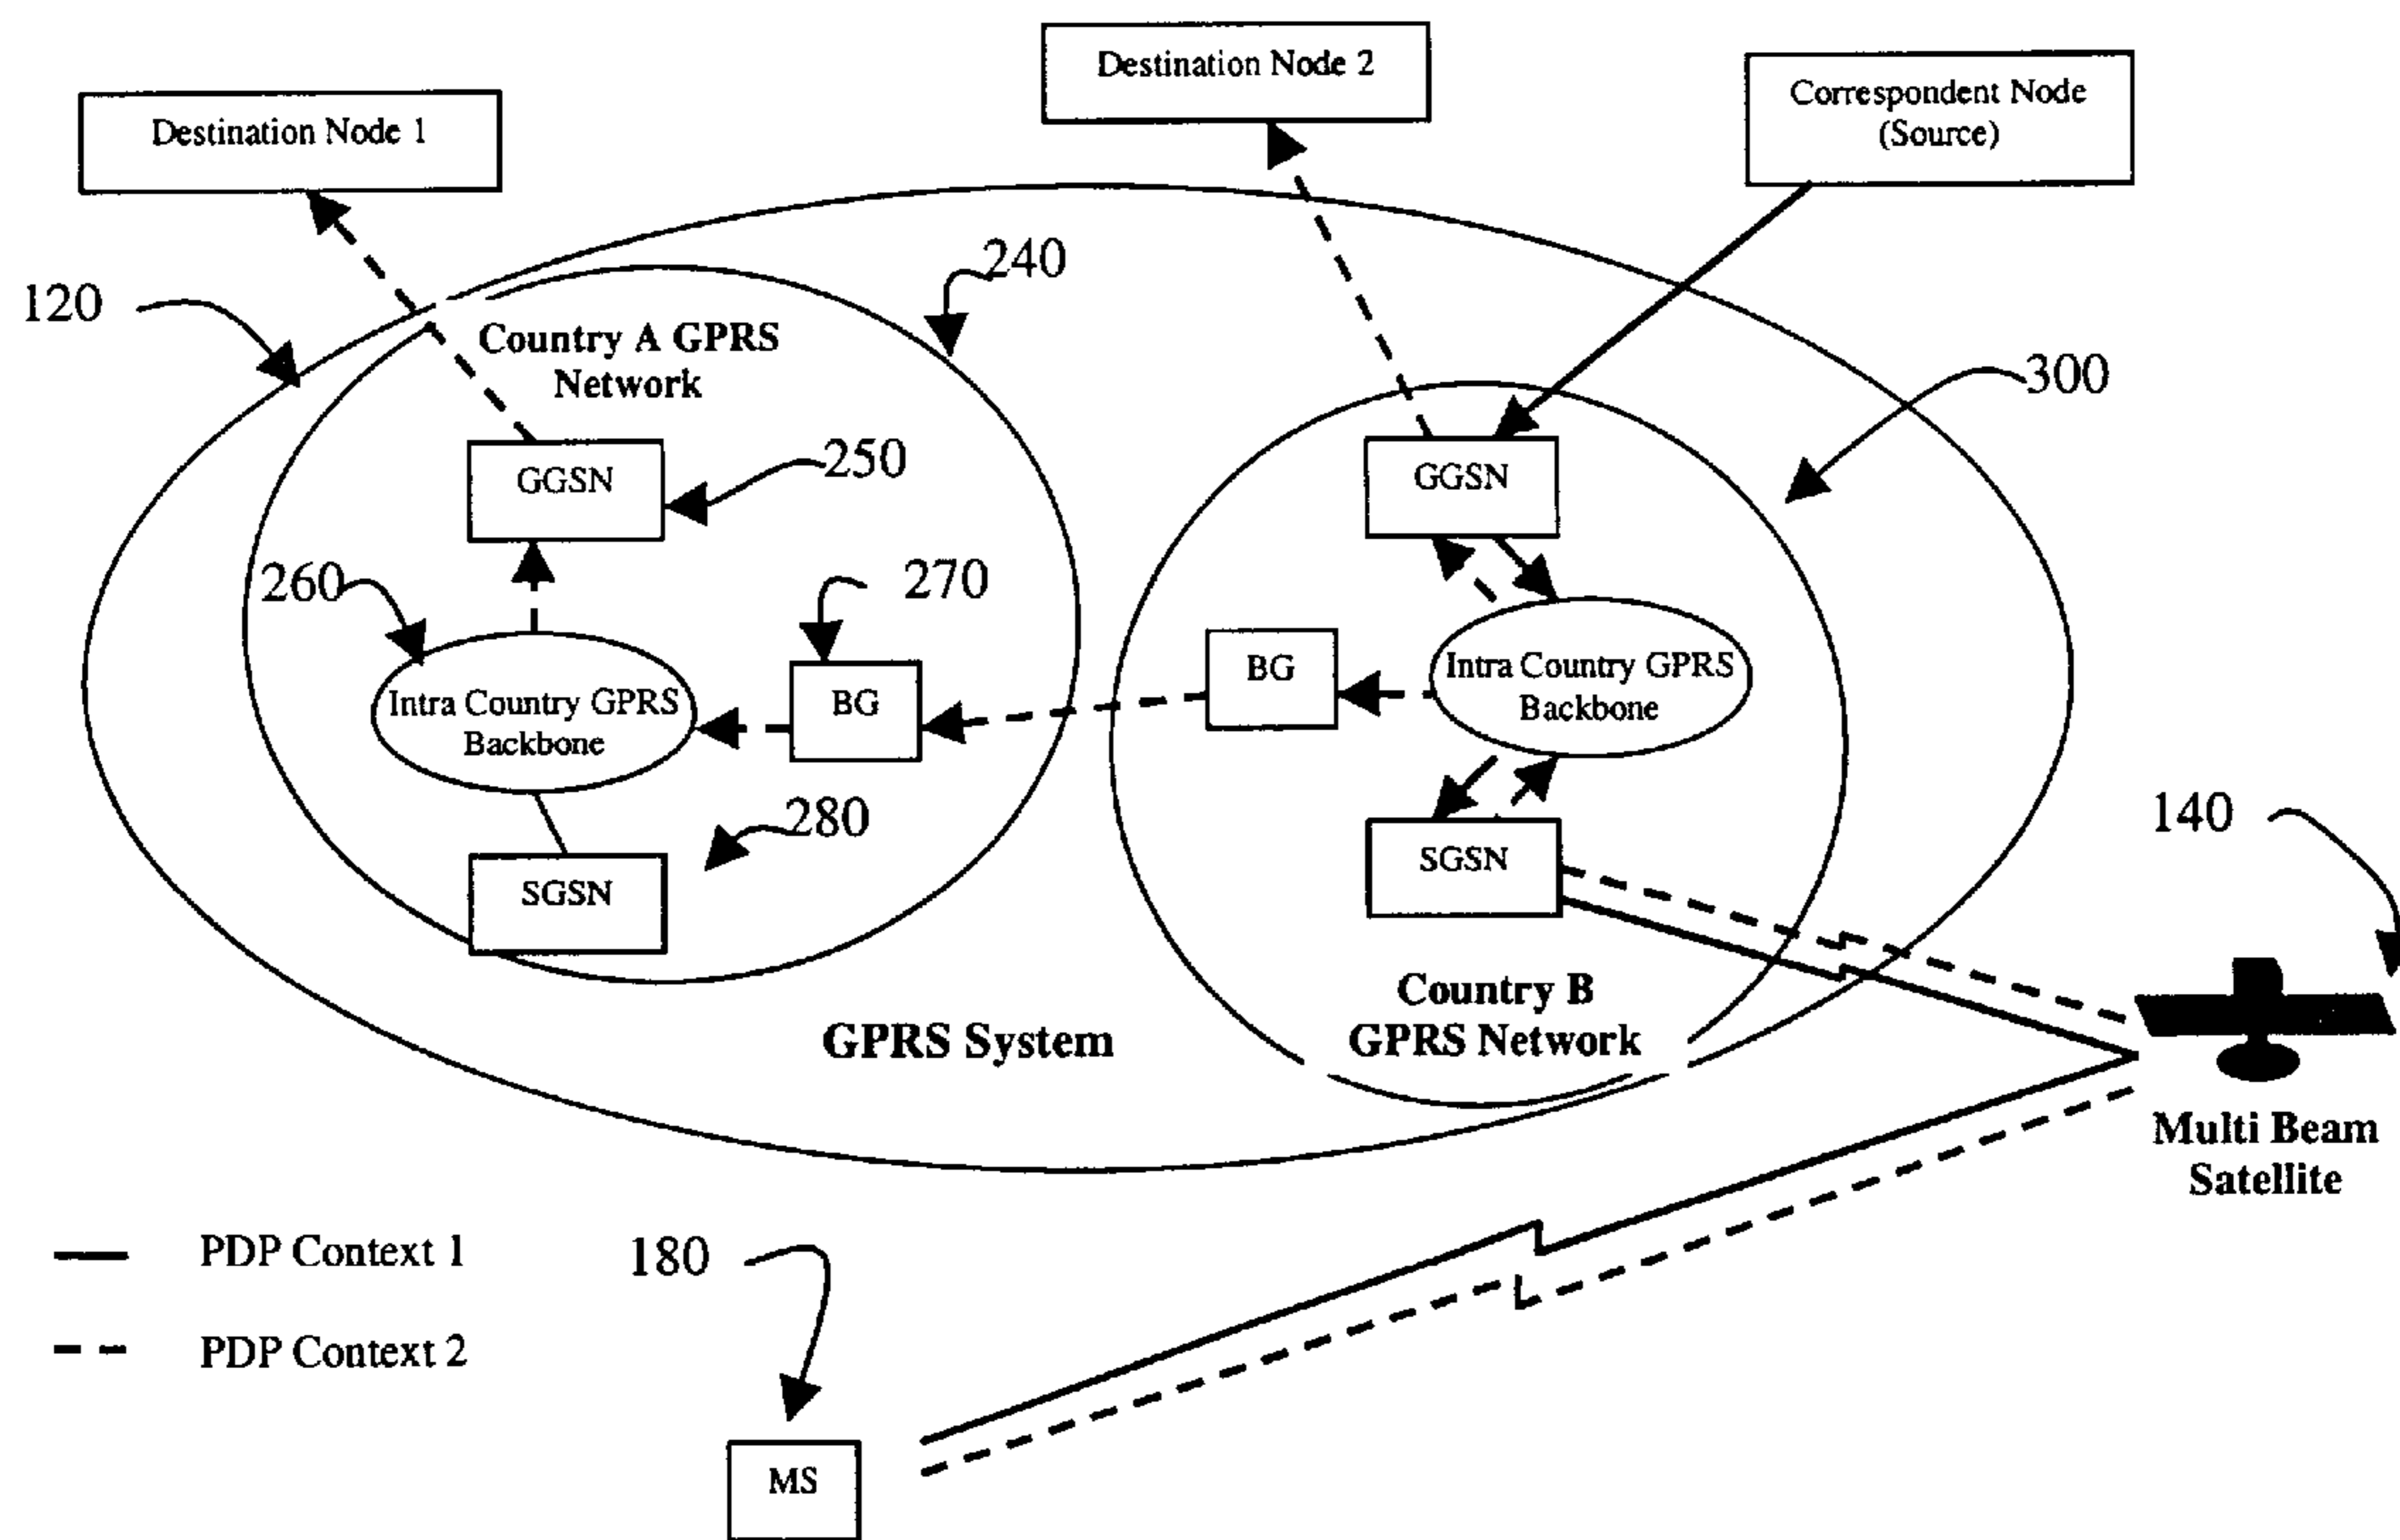 Destination Node 2
Correspondent Node
(Source)
Destination Node 1
240
120
Country A GPRS
Network
300
250
GGSN
GGSN
260
270
Intra Country GPRS
Backbone
BG
BG
Intra Country GPRS
Backbone
280
140
SGSN
SGSN
Country B
GPRS Network
GPRS System
Multi Beam
Satellite
PDP Context 1
180
PDP Context 2
MS